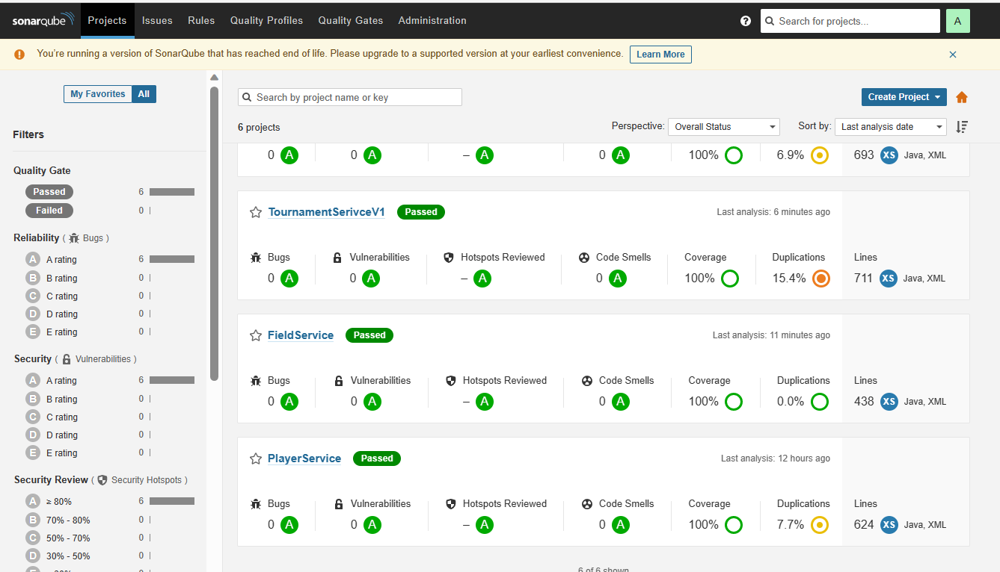 sonarqube Projects Issues Rules Quality Profiles Quality Gates Administration ? Search for projects... A
You're running a version of SonarQube that has reached end of life. Please upgrade to a supported version at your earliest convenience. Learn More
My Favorites All
Search by project name or key
Create Project
6 projects
Perspective: Overall Status
Sort by: Last analysis date
Filters
Quality Gate
Passed 6
Failed 0
Reliability ( Bugs )
A A rating 6
B B rating 0
C C rating 0
D D rating 0
E E rating 0
Security ( Vulnerabilities )
A A rating 6
B B rating 0
C C rating 0
D D rating 0
E E rating 0
Security Review ( Security Hotspots )
A ≥ 80% 6
B 70% - 80% 0
C 50% - 70% 0
D 30% - 50% 0
0 A 0 A – A 0 A 100% 6.9% 693 XS Java, XML
TournamentSerivceV1 Passed Last analysis: 6 minutes ago
Bugs Vulnerabilities Hotspots Reviewed Code Smells Coverage Duplications Lines
0 A 0 A – A 0 A 100% 15.4% 711 XS Java, XML
FieldService Passed Last analysis: 11 minutes ago
Bugs Vulnerabilities Hotspots Reviewed Code Smells Coverage Duplications Lines
0 A 0 A – A 0 A 100% 0.0% 438 XS Java, XML
PlayerService Passed Last analysis: 12 hours ago
Bugs Vulnerabilities Hotspots Reviewed Code Smells Coverage Duplications Lines
0 A 0 A – A 0 A 100% 7.7% 624 XS Java, XML
6 of 6 shown